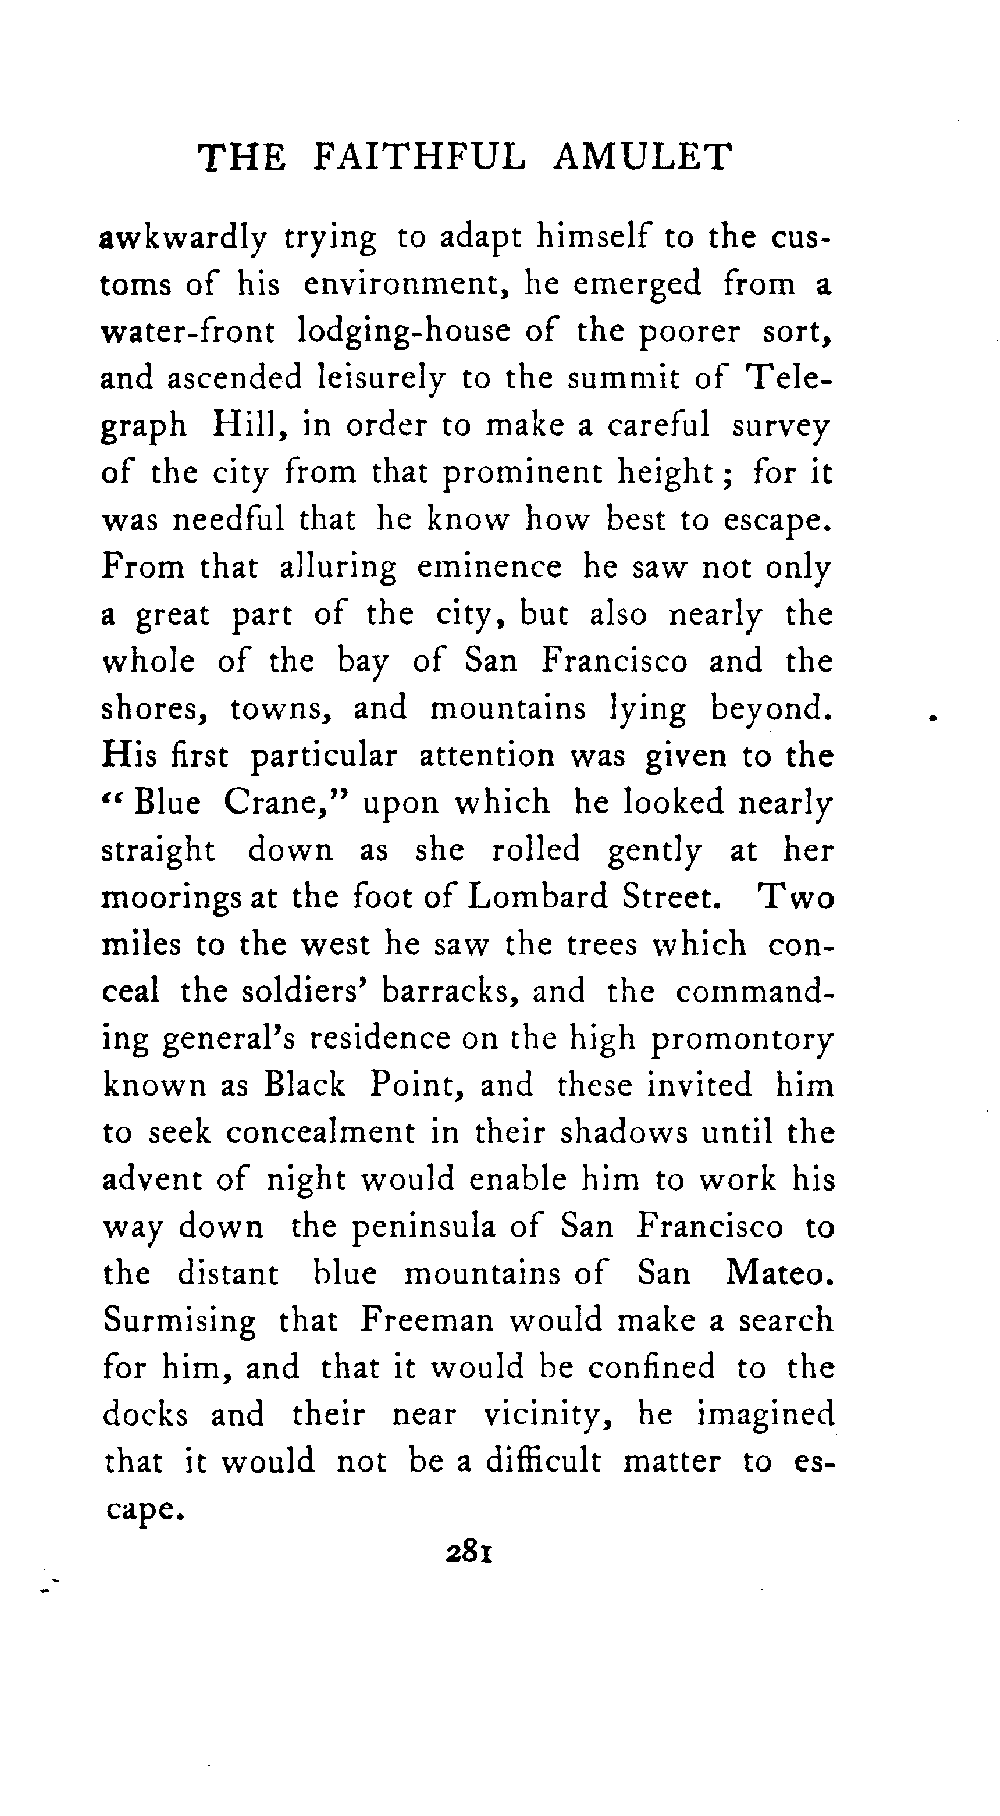 THE FAITHFUL AMULET
awkwardly trying to adapt himself to the cus-
toms of his environment, he emerged from a
water-front lodging-house of the poorer sort,
and ascended leisurely to the summit of Tele-
graph Hill, in order to make a careful survey
of the city from that prominent height; for it
was needful that he know how best to escape.
From that alluring eminence he saw not only
a great part of the city, but also nearly the
whole of the bay of San Francisco and the
shores, towns, and mountains lying beyond.
His first particular attention was given to the
“Blue Crane,” upon which he looked nearly
straight down as she rolled gently at her
moorings at the foot of Lombard Street. Two
miles to the west he saw the trees which con-
ceal the soldiers’ barracks, and the command-
ing general’s residence on the high promontory
known as Black Point, and these invited him
to seek concealment in their shadows until the
advent of night would enable him to work his
way down the peninsula of San Francisco to
the distant blue mountains of San Mateo.
Surmising that Freeman would make a search
for him, and that it would be confined to the
docks and their near vicinity, he imagined
that it would not be a difficult matter to es-
cape.
281